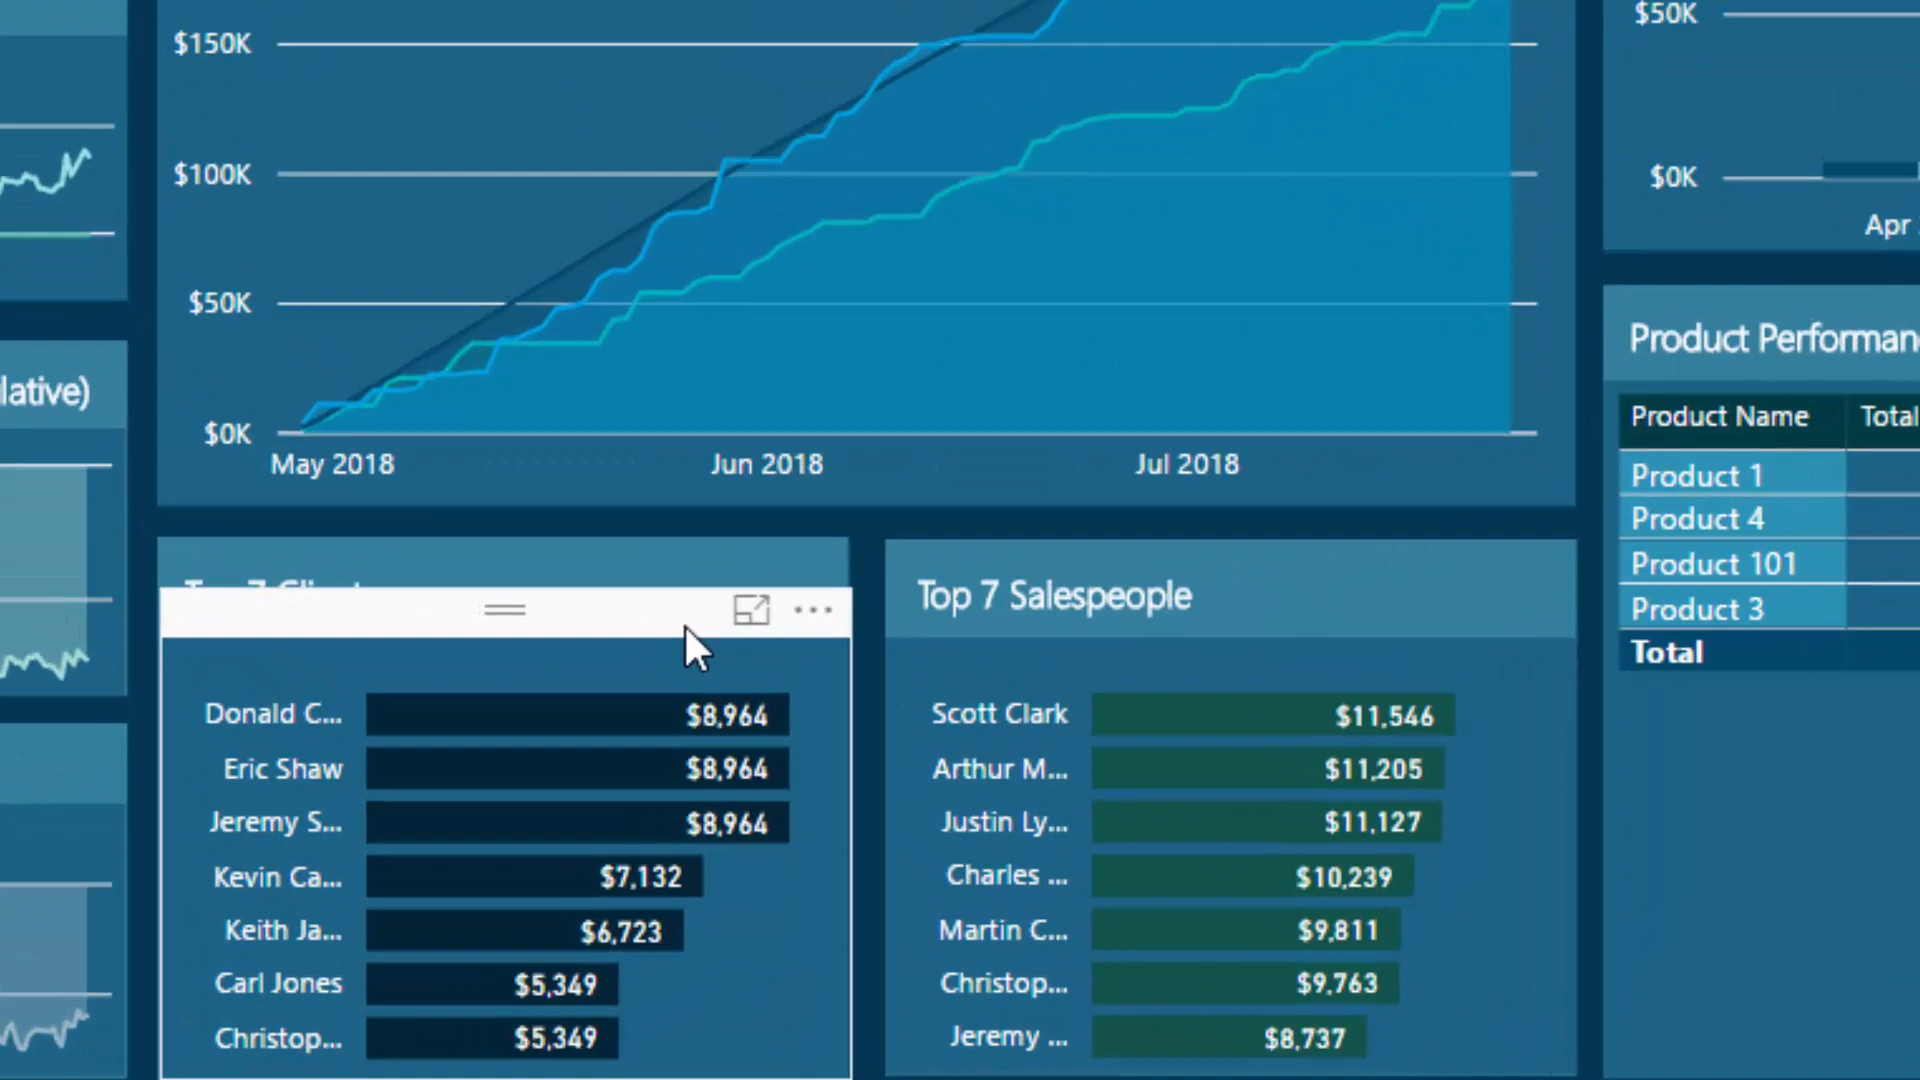 $150K
$100K
$50K
$0K
May 2018 Jun 2018 Jul 2018
$50K
$0K
Apr
lative)
Top 7 Client
Donald C... $8,964
Eric Shaw $8,964
Jeremy S... $8,964
Kevin Ca... $7,132
Keith Ja... $6,723
Carl Jones $5,349
Christop... $5,349
Top 7 Salespeople
Scott Clark $11,546
Arthur M... $11,205
Justin Ly... $11,127
Charles ... $10,239
Martin C... $9,811
Christop... $9,763
Jeremy ... $8,737
Product Performan
Product Name Total
Product 1
Product 4
Product 101
Product 3
Total